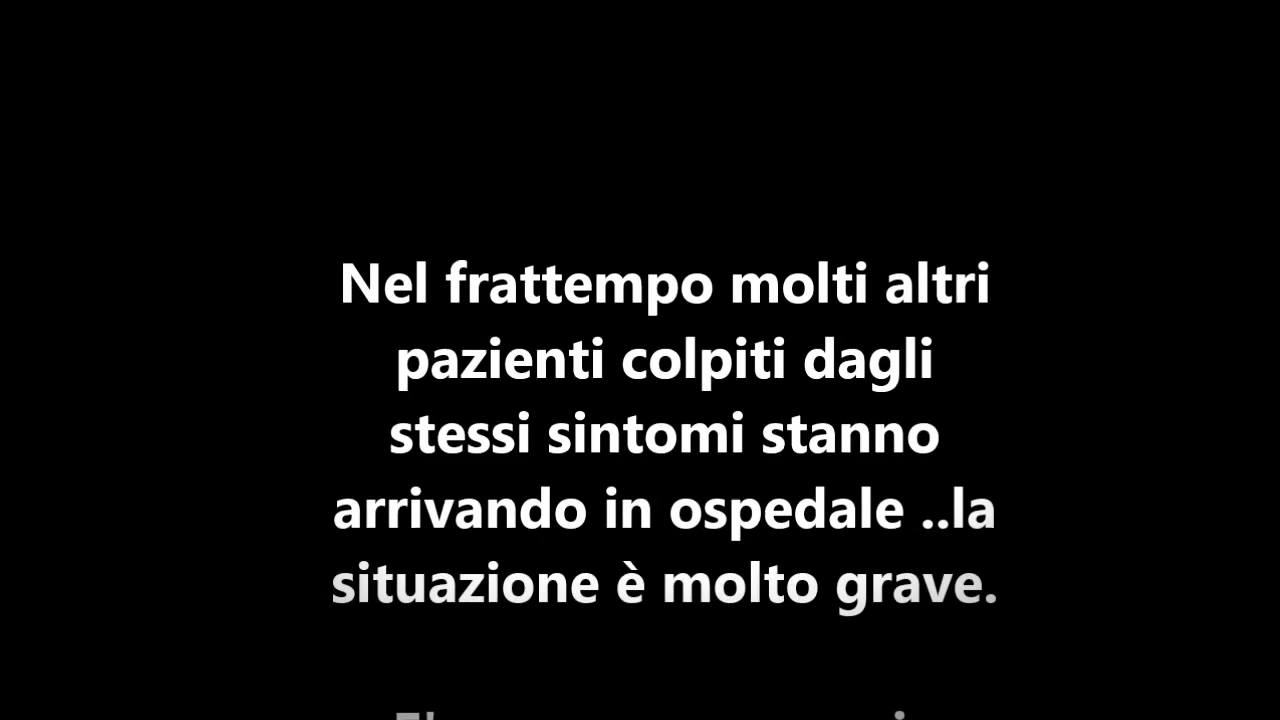 Nel frattempo molti altri
pazienti colpiti dagli
stessi sintomi stanno
arrivando in ospedale ..la
situazione è molto grave.